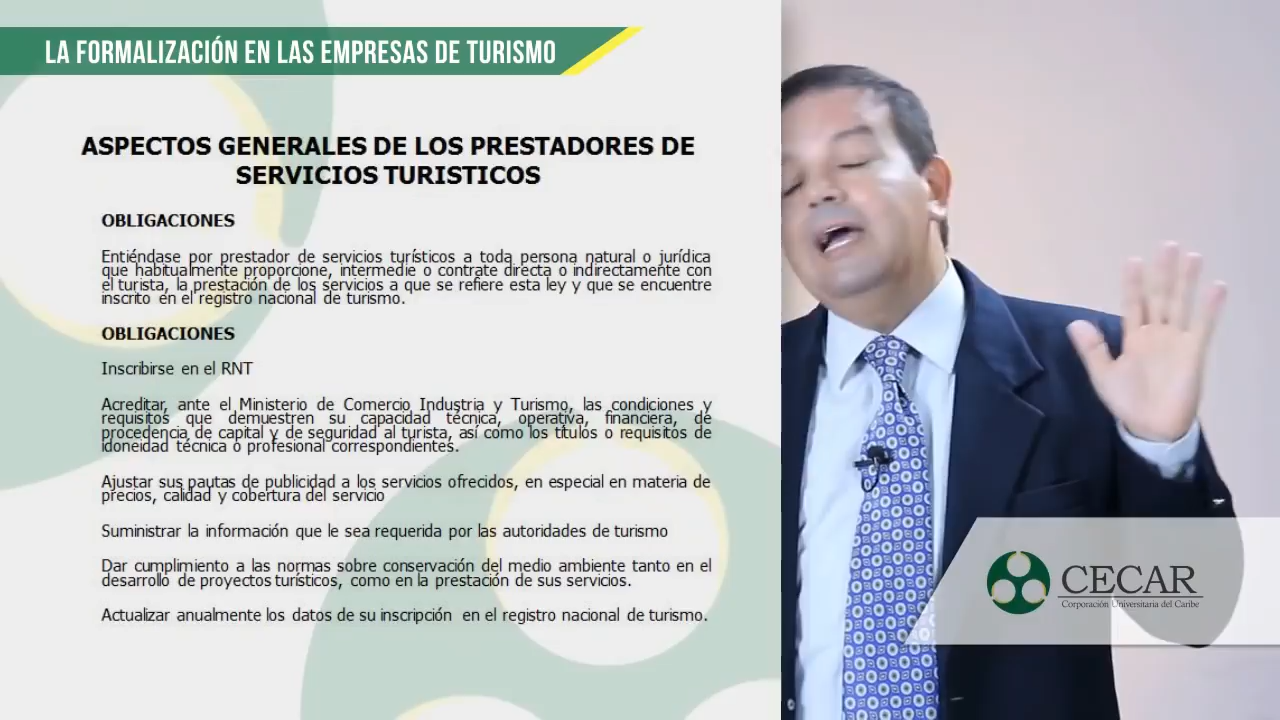 LA FORMALIZACIÓN EN LAS EMPRESAS DE TURISMO
ASPECTOS GENERALES DE LOS PRESTADORES DE
SERVICIOS TURISTICOS
OBLIGACIONES
Entiéndase por prestador de servicios turísticos a toda persona natural o jurídica
que habitualmente proporcione, intermedie o contrate directa o indirectamente con
el turista, la prestación de los servicios a que se refiere esta ley y que se encuentre
inscrito en el registro nacional de turismo.
OBLIGACIONES
Inscribirse en el RNT
Acreditar, ante el Ministerio de Comercio Industria y Turismo, las condiciones y
requisitos que demuestren su capacidad técnica, operativa, financiera, de
procedencia de capital y de seguridad al turista, así como los títulos o requisitos de
idoneidad técnica o profesional correspondientes.
Ajustar sus pautas de publicidad a los servicios ofrecidos, en especial en materia de
precios, calidad y cobertura del servicio
Suministrar la información que le sea requerida por las autoridades de turismo
Dar cumplimiento a las normas sobre conservación del medio ambiente tanto en el
desarrollo de proyectos turísticos, como en la prestación de sus servicios.
Actualizar anualmente los datos de su inscripción en el registro nacional de turismo.
CECAR
Corporación Universitaria del Caribe